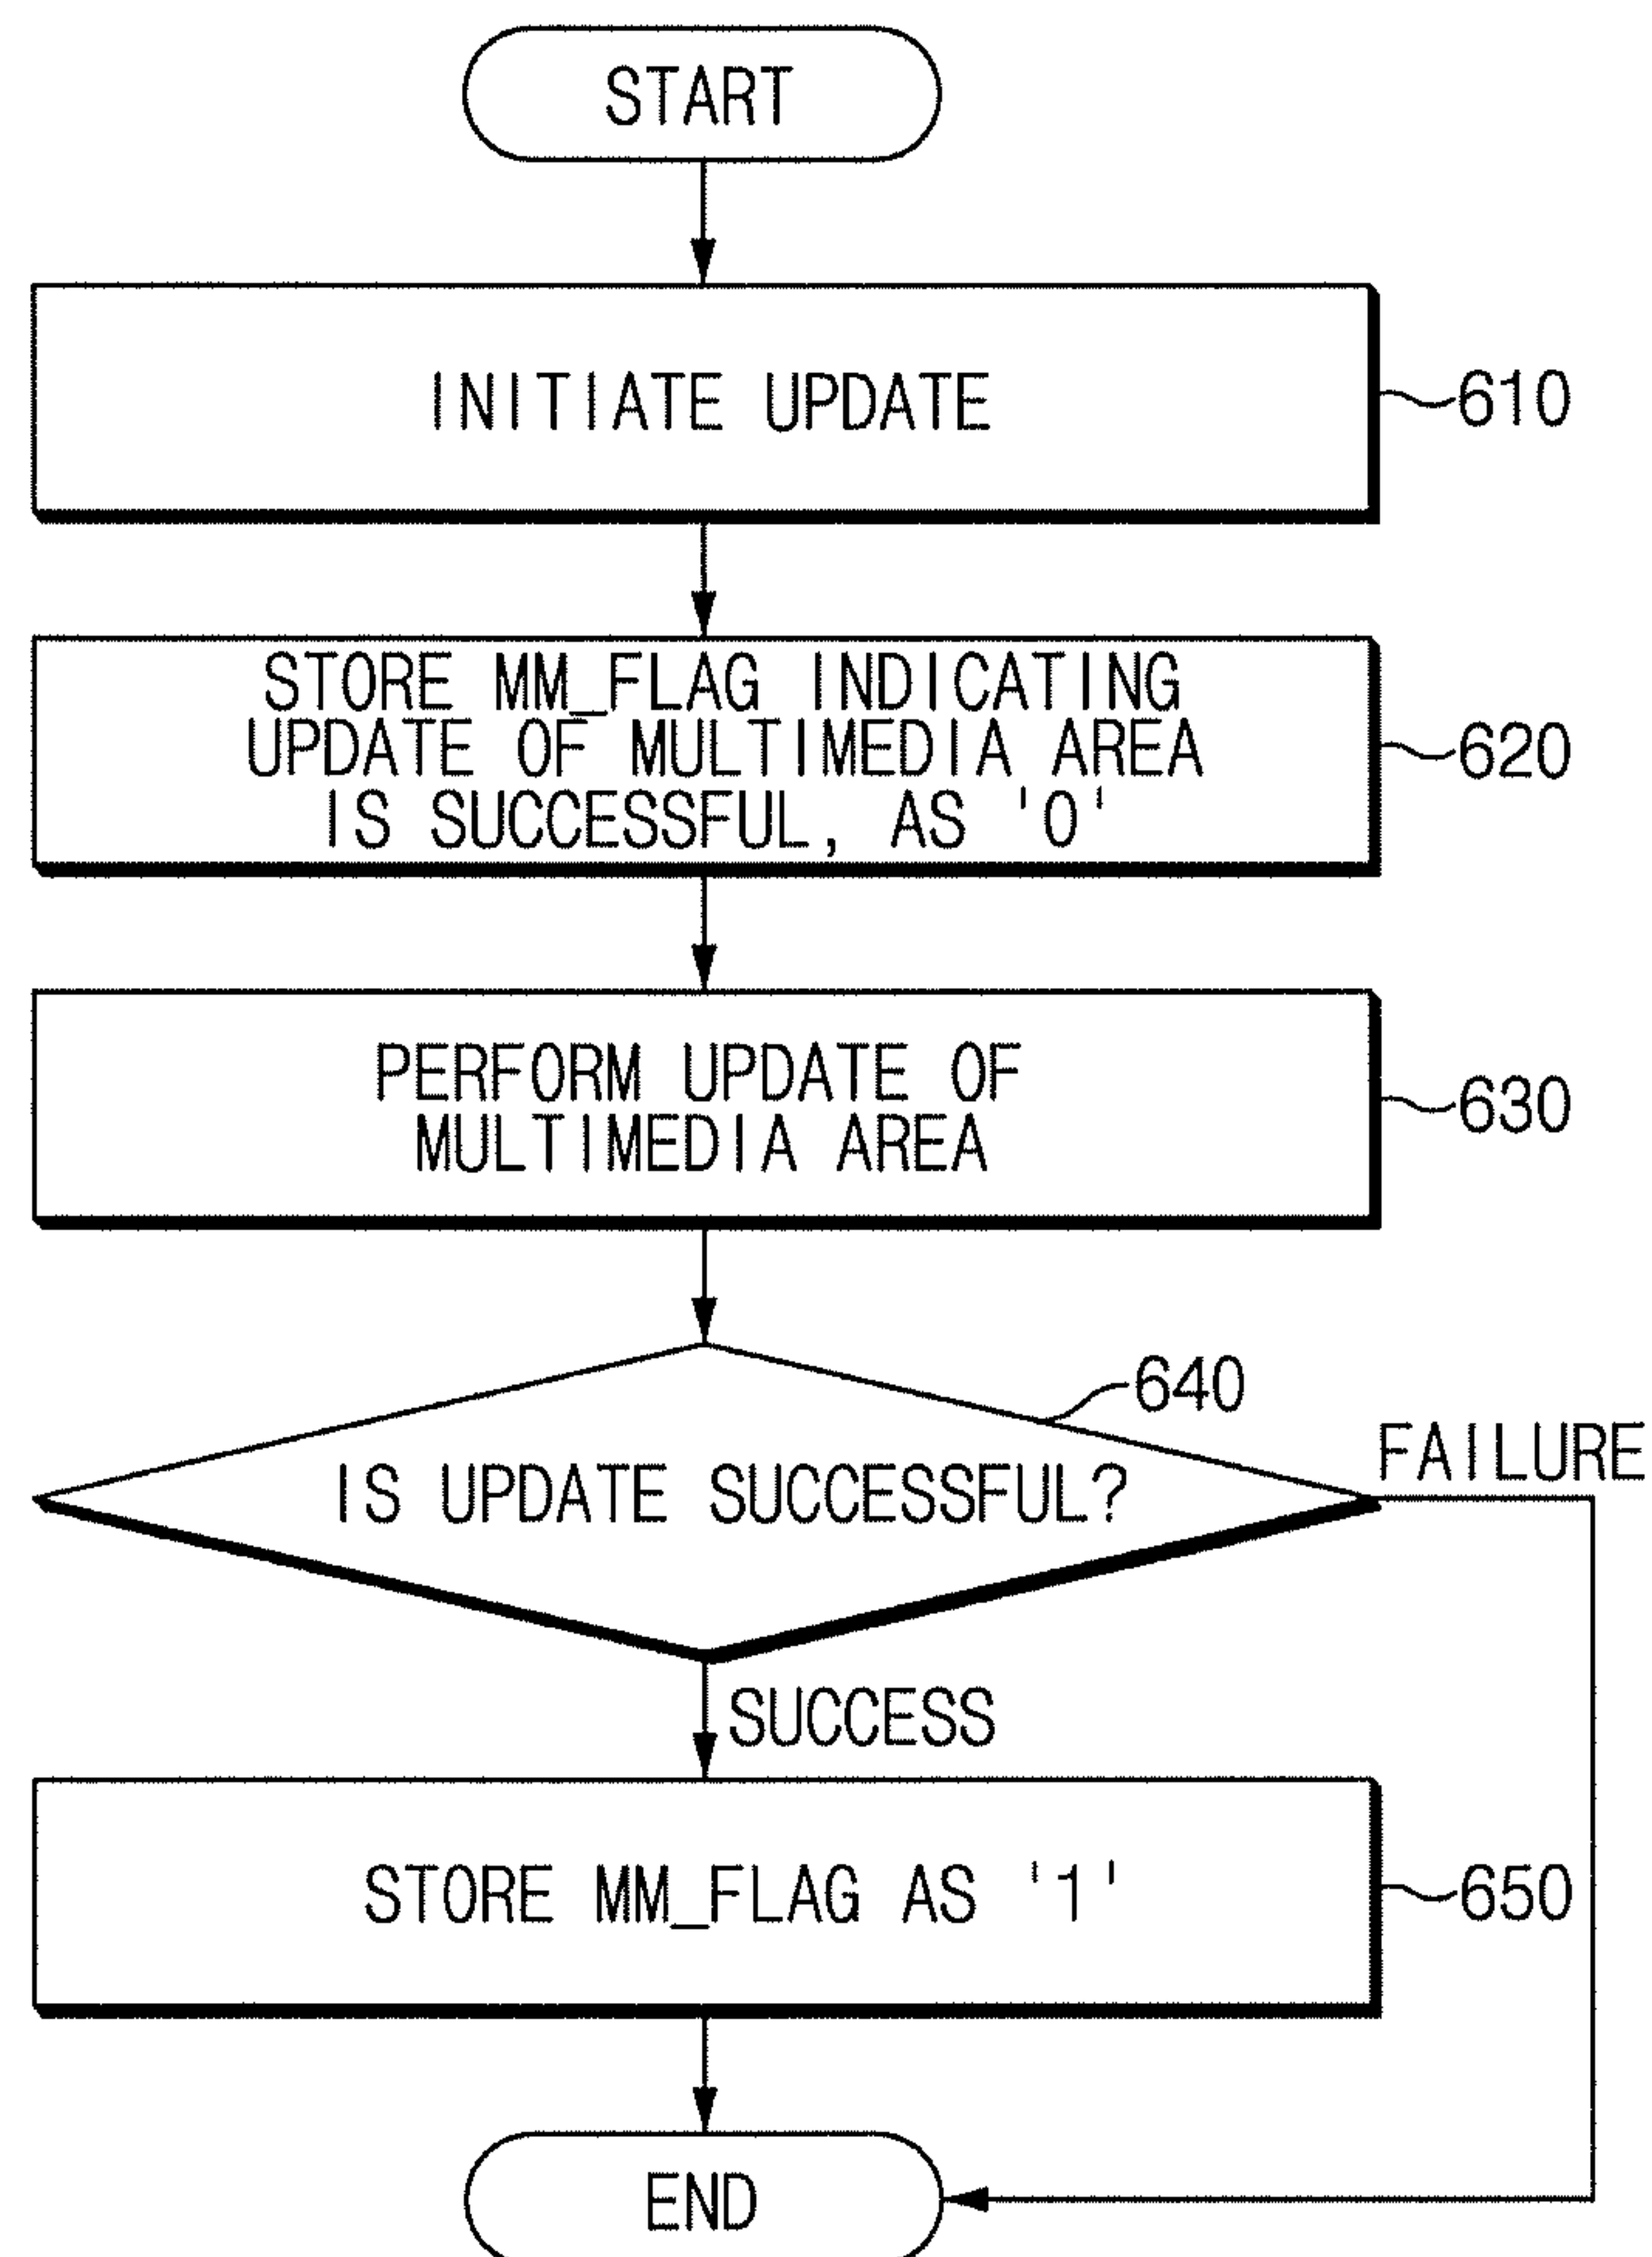 START
INITIATE UPDATE
610
STORE MM_FLAG INDICATING
UPDATE OF MULTIMEDIA AREA
IS SUCCESSFUL, AS '0'
620
PERFORM UPDATE OF
MULTIMEDIA AREA
630
640
IS UPDATE SUCCESSFUL?
FAILURE
SUCCESS
STORE MM_FLAG AS '1'
650
END